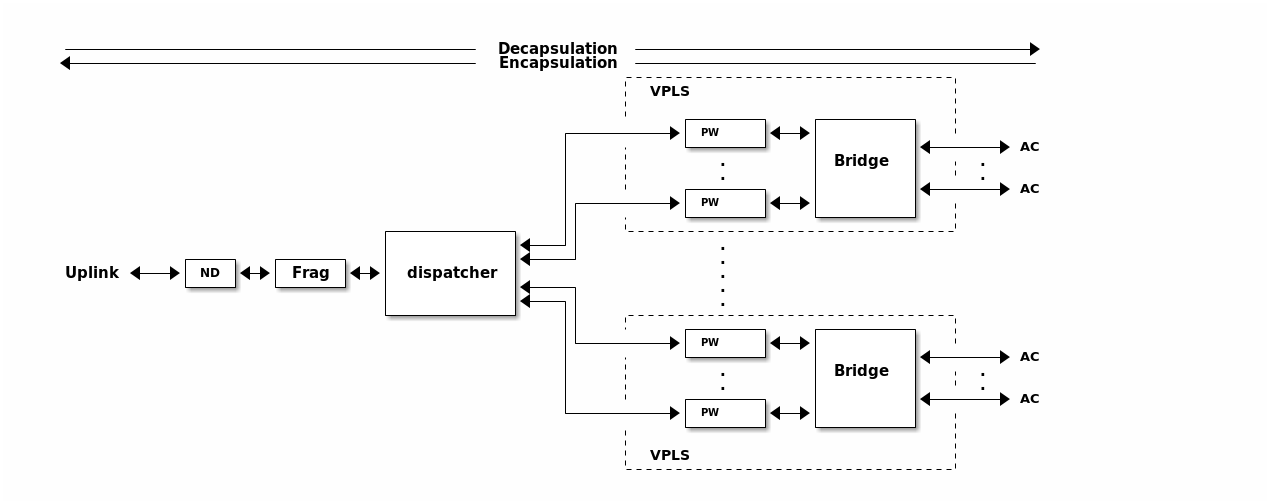 Decapsulation
Encapsulation
VPLS
PW
Bridge
AC
PW
AC
Uplink
ND
Frag
dispatcher
PW
Bridge
AC
PW
AC
VPLS